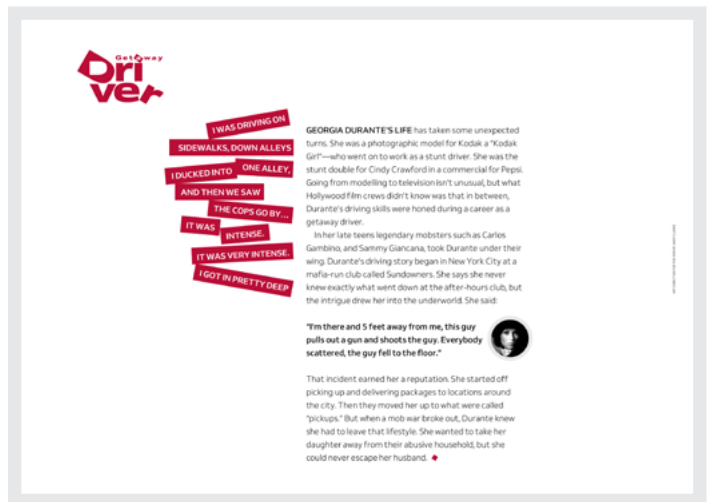 Getaway
Dri
ver
I WAS DRIVING ON
SIDEWALKS, DOWN ALLEYS
I DUCKED INTO ONE ALLEY,
AND THEN WE SAW
THE COPS GO BY...
IT WAS INTENSE.
IT WAS VERY INTENSE.
I GOT IN PRETTY DEEP
GEORGIA DURANTE'S LIFE has taken some unexpected
turns. She was a photographic model for Kodak a "Kodak
Girl"—who went on to work as a stunt driver. She was the
stunt double for Cindy Crawford in a commercial for Pepsi.
Going from modelling to television isn't unusual, but what
Hollywood film crews didn't know was that in between,
Durante's driving skills were honed during a career as a
getaway driver.
In her late teens legendary mobsters such as Carlos
Gambino, and Sammy Giancana, took Durante under their
wing. Durante's driving story began in New York City at a
mafia-run club called Sundowners. She says she never
knew exactly what went down at the after-hours club, but
the intrigue drew her into the underworld. She said:
"I'm there and 5 feet away from me, this guy
pulls out a gun and shoots the guy. Everybody
scattered, the guy fell to the floor."
That incident earned her a reputation. She started off
picking up and delivering packages to locations around
the city. Then they moved her up to what were called
"pickups." But when a mob war broke out, Durante knew
she had to leave that lifestyle. She wanted to take her
daughter away from their abusive household, but she
could never escape her husband.